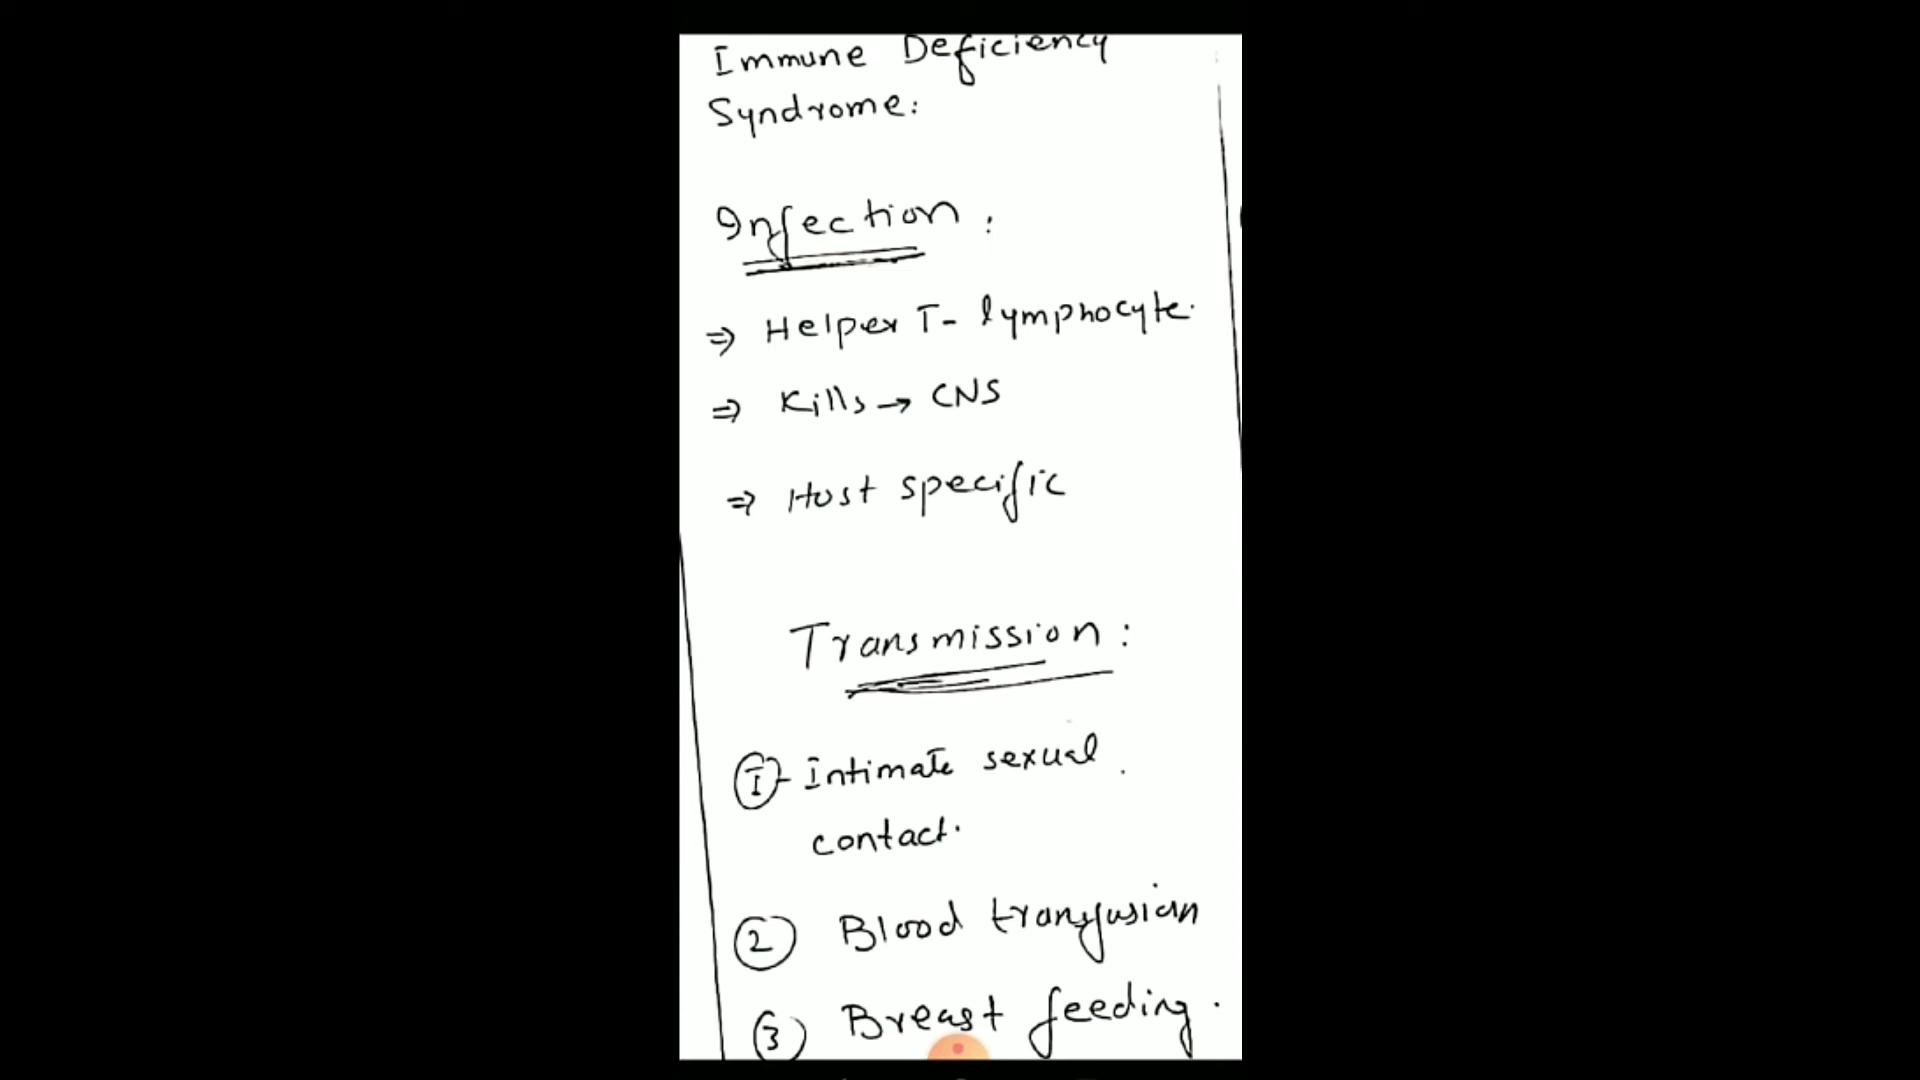 Immune Deficiency
Syndrome:
Infection:
⇒ Helper T- lymphocyte.
⇒ Kills → CNS
⇒ Host specific
Transmission:
①- Intimate sexual
contact.
② Blood transfusion
③ Breast feeding.